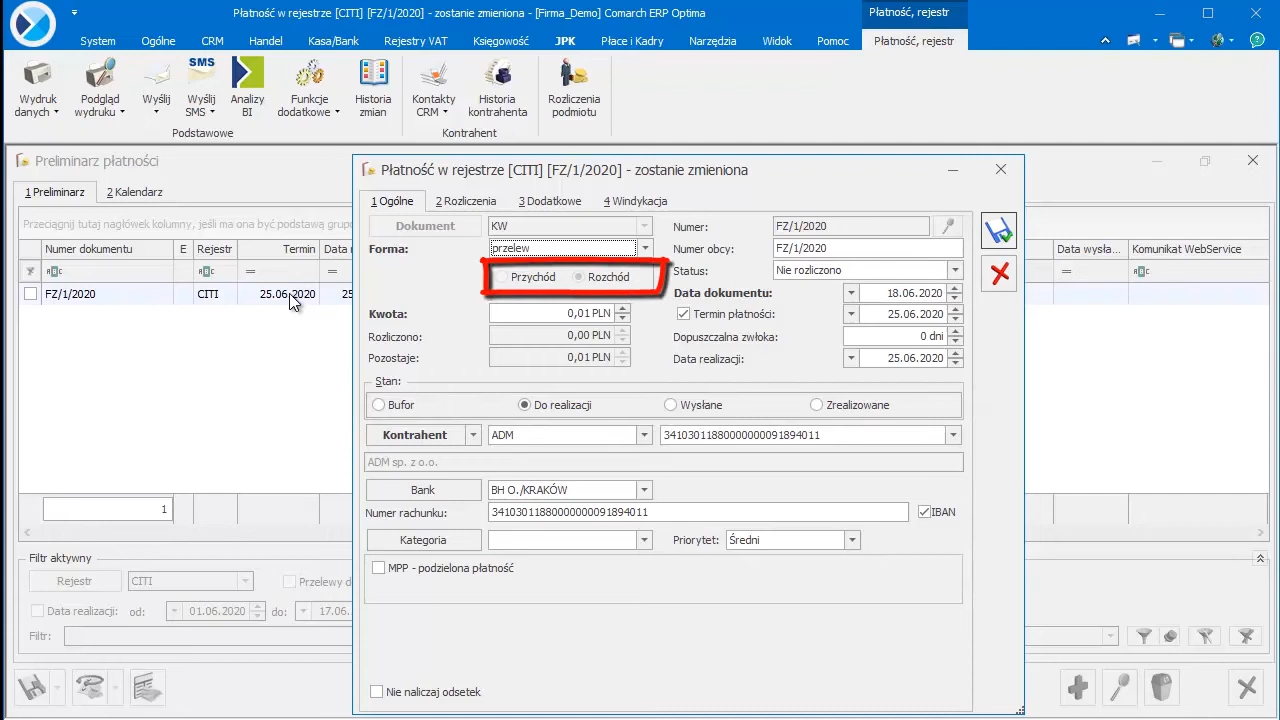 Płatność w rejestrze [CITI] [FZ/1/2020] - zostanie zmieniona - [Firma_Demo] Comarch ERP Optima
Płatność, rejestr
System Ogólne CRM Handel Kasa/Bank Rejestry VAT Księgowość JPK Płace i Kadry Narzędzia Widok Pomoc Płatność, rejestr
SMS
Wydruk danych
Podgląd wydruku
Wyślij
Wyślij SMS
Analizy BI
Funkcje dodatkowe
Historia zmian
Kontakty CRM
Historia kontrahenta
Rozliczenia podmiotu
Podstawowe
Kontrahent
Preliminarz płatności
1 Preliminarz 2 Kalendarz
Przeciągnij tutaj nagłówek kolumny, jeśli ma ona być podstawą grupo
Numer dokumentu E Rejestr Termin Data
Data wysła... Komunikat WebService
FZ/1/2020 CITI 25.06.2020 25
1
Filtr aktywny
Rejestr CITI Przelewy d
Data realizacji: od: 01.06.2020 do: 17.06
Filtr:
Płatność w rejestrze [CITI] [FZ/1/2020] - zostanie zmieniona
1 Ogólne 2 Rozliczenia 3 Dodatkowe 4 Windykacja
Dokument KW Numer: FZ/1/2020
Forma: przelew Numer obcy: FZ/1/2020
Przychód Rozchód Status: Nie rozliczono
Data dokumentu: 18.06.2020
Kwota: 0,01 PLN Termin płatności: 25.06.2020
Rozliczono: 0,00 PLN Dopuszczalna zwłoka: 0 dni
Pozostaje: 0,01 PLN Data realizacji: 25.06.2020
Stan:
Bufor Do realizacji Wysłane Zrealizowane
Kontrahent ADM 34103011880000000091894011
ADM sp. z o.o.
Bank BH O./KRAKÓW
Numer rachunku: 34103011880000000091894011 IBAN
Kategoria Priorytet: Średni
MPP - podzielona płatność
Nie naliczaj odsetek